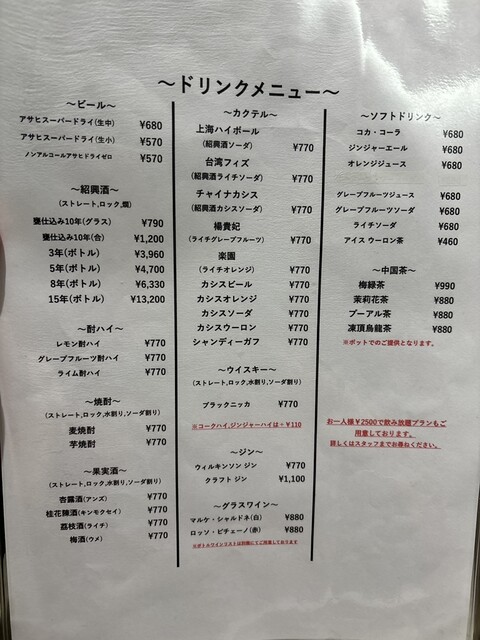 ～ドリンクメニュー～
～ビール～
アサヒスーパードライ(生中) ¥680
アサヒスーパードライ(生小) ¥570
ノンアルコールアサヒドライゼロ ¥570
～紹興酒～
(ストレート,ロック,燗)
甕仕込み10年(グラス) ¥790
甕仕込み10年(合) ¥1,200
3年(ボトル) ¥3,960
5年(ボトル) ¥4,700
8年(ボトル) ¥6,330
15年(ボトル) ¥13,200
～酎ハイ～
レモン酎ハイ ¥770
グレープフルーツ酎ハイ ¥770
ライム酎ハイ ¥770
～焼酎～
(ストレート,ロック,水割り,ソーダ割り)
麦焼酎 ¥770
芋焼酎 ¥770
～果実酒～
(ストレート,ロック,水割り,ソーダ割り)
杏露酒(アンズ) ¥770
桂花陳酒(キンモクセイ) ¥770
茘枝酒(ライチ) ¥770
梅酒(ウメ) ¥770
～カクテル～
上海ハイボール
(紹興酒ソーダ) ¥770
台湾フィズ
(紹興酒ライチソーダ) ¥770
チャイナカシス
(紹興酒カシスソーダ) ¥770
楊貴妃
(ライチグレープフルーツ) ¥770
楽園
(ライチオレンジ) ¥770
カシスビール ¥770
カシスオレンジ ¥770
カシスソーダ ¥770
カシスウーロン ¥770
シャンディーガフ ¥770
～ウイスキー～
(ストレート,ロック,水割り,ソーダ割り)
ブラックニッカ ¥770
※コークハイ,ジンジャーハイは＋¥110
～ジン～
ウィルキンソン ジン ¥770
クラフト ジン ¥1,100
～グラスワイン～
マルケ・シャルドネ(白) ¥880
ロッソ・ピチェーノ(赤) ¥880
※ボトルワインリストは別紙にてご用意しております
～ソフトドリンク～
コカ・コーラ ¥680
ジンジャーエール ¥680
オレンジジュース ¥680
グレープフルーツジュース ¥680
グレープフルーツソーダ ¥680
ライチソーダ ¥680
アイス ウーロン茶 ¥460
～中国茶～
梅緑茶 ¥990
茉莉花茶 ¥880
プーアル茶 ¥880
凍頂烏龍茶 ¥880
※ポットでのご提供となります。
お一人様￥2500で飲み放題プランもご
用意しております。
詳しくはスタッフまでお尋ねください。